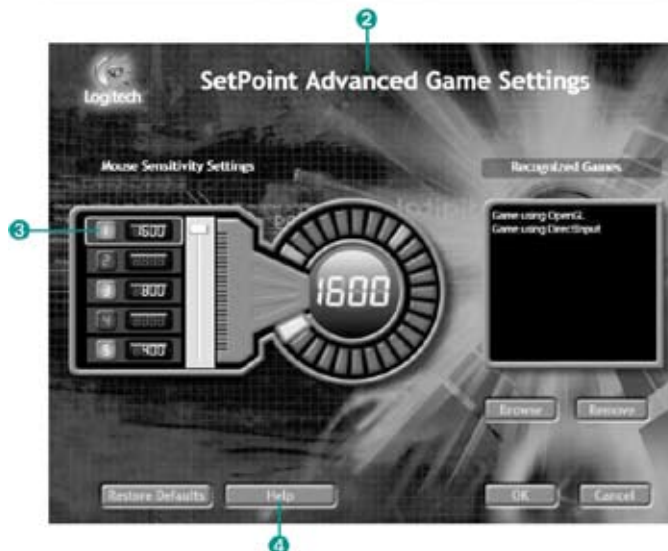 2
Logitech
SetPoint Advanced Game Settings
Mouse Sensitivity Settings
Recognized Games
3
1 1600
2
3 800
4
5 400
1600
Game using OpenGL
Game using DirectInput
Browse
Remove
Restore Defaults
Help
OK
Cancel
4